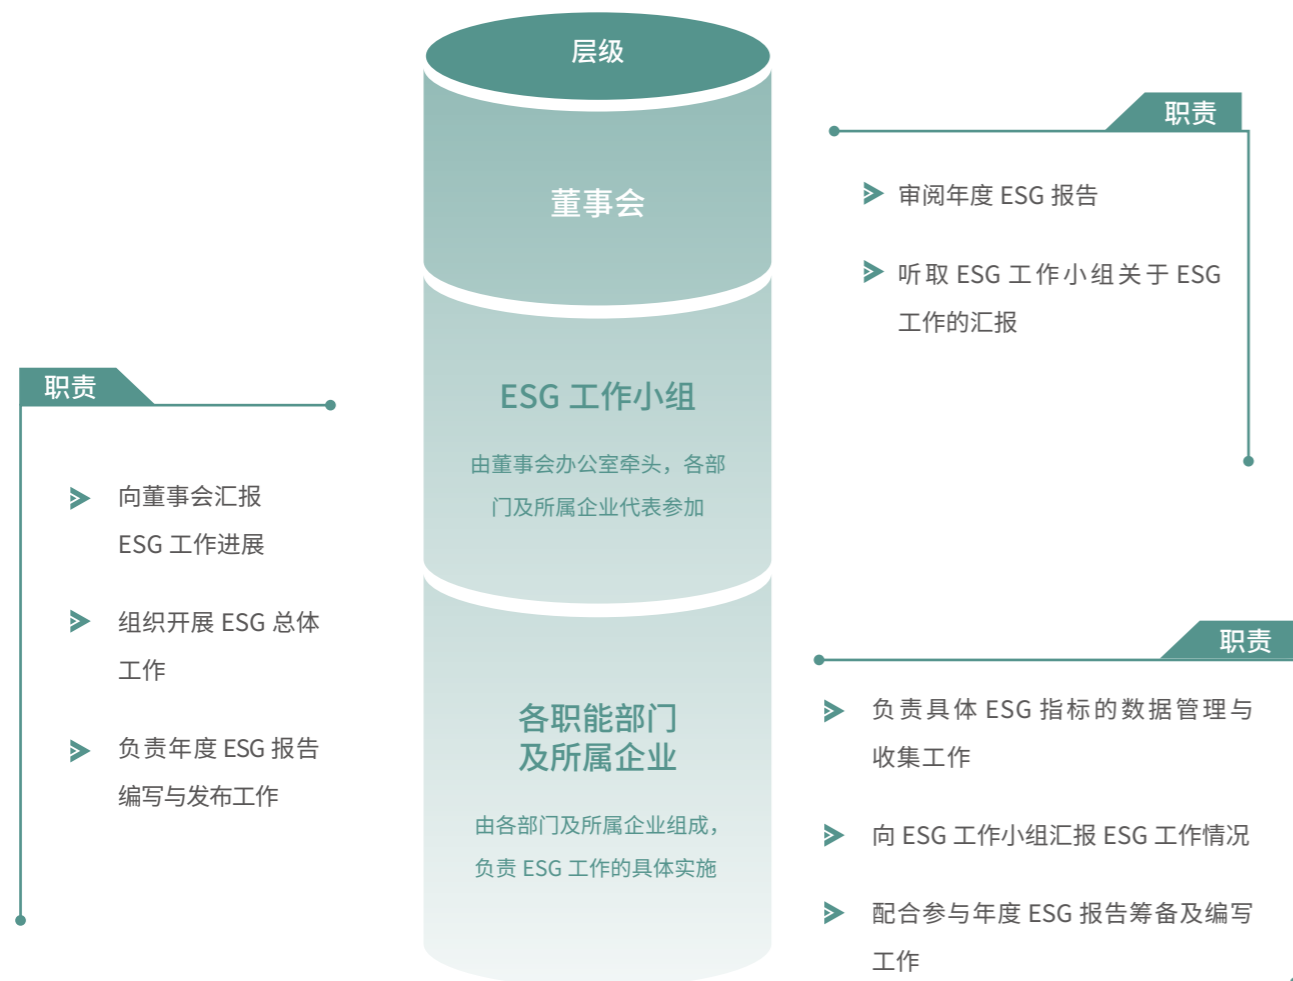 层级
董事会
职责
审阅年度 ESG 报告
听取 ESG 工作小组关于 ESG
工作的汇报
ESG 工作小组
由董事会办公室牵头，各部
门及所属企业代表参加
职责
向董事会汇报
ESG 工作进展
组织开展 ESG 总体
工作
负责年度 ESG 报告
编写与发布工作
各职能部门
及所属企业
由各部门及所属企业组成，
负责 ESG 工作的具体实施
职责
负责具体 ESG 指标的数据管理与
收集工作
向 ESG 工作小组汇报 ESG 工作情况
配合参与年度 ESG 报告筹备及编写
工作